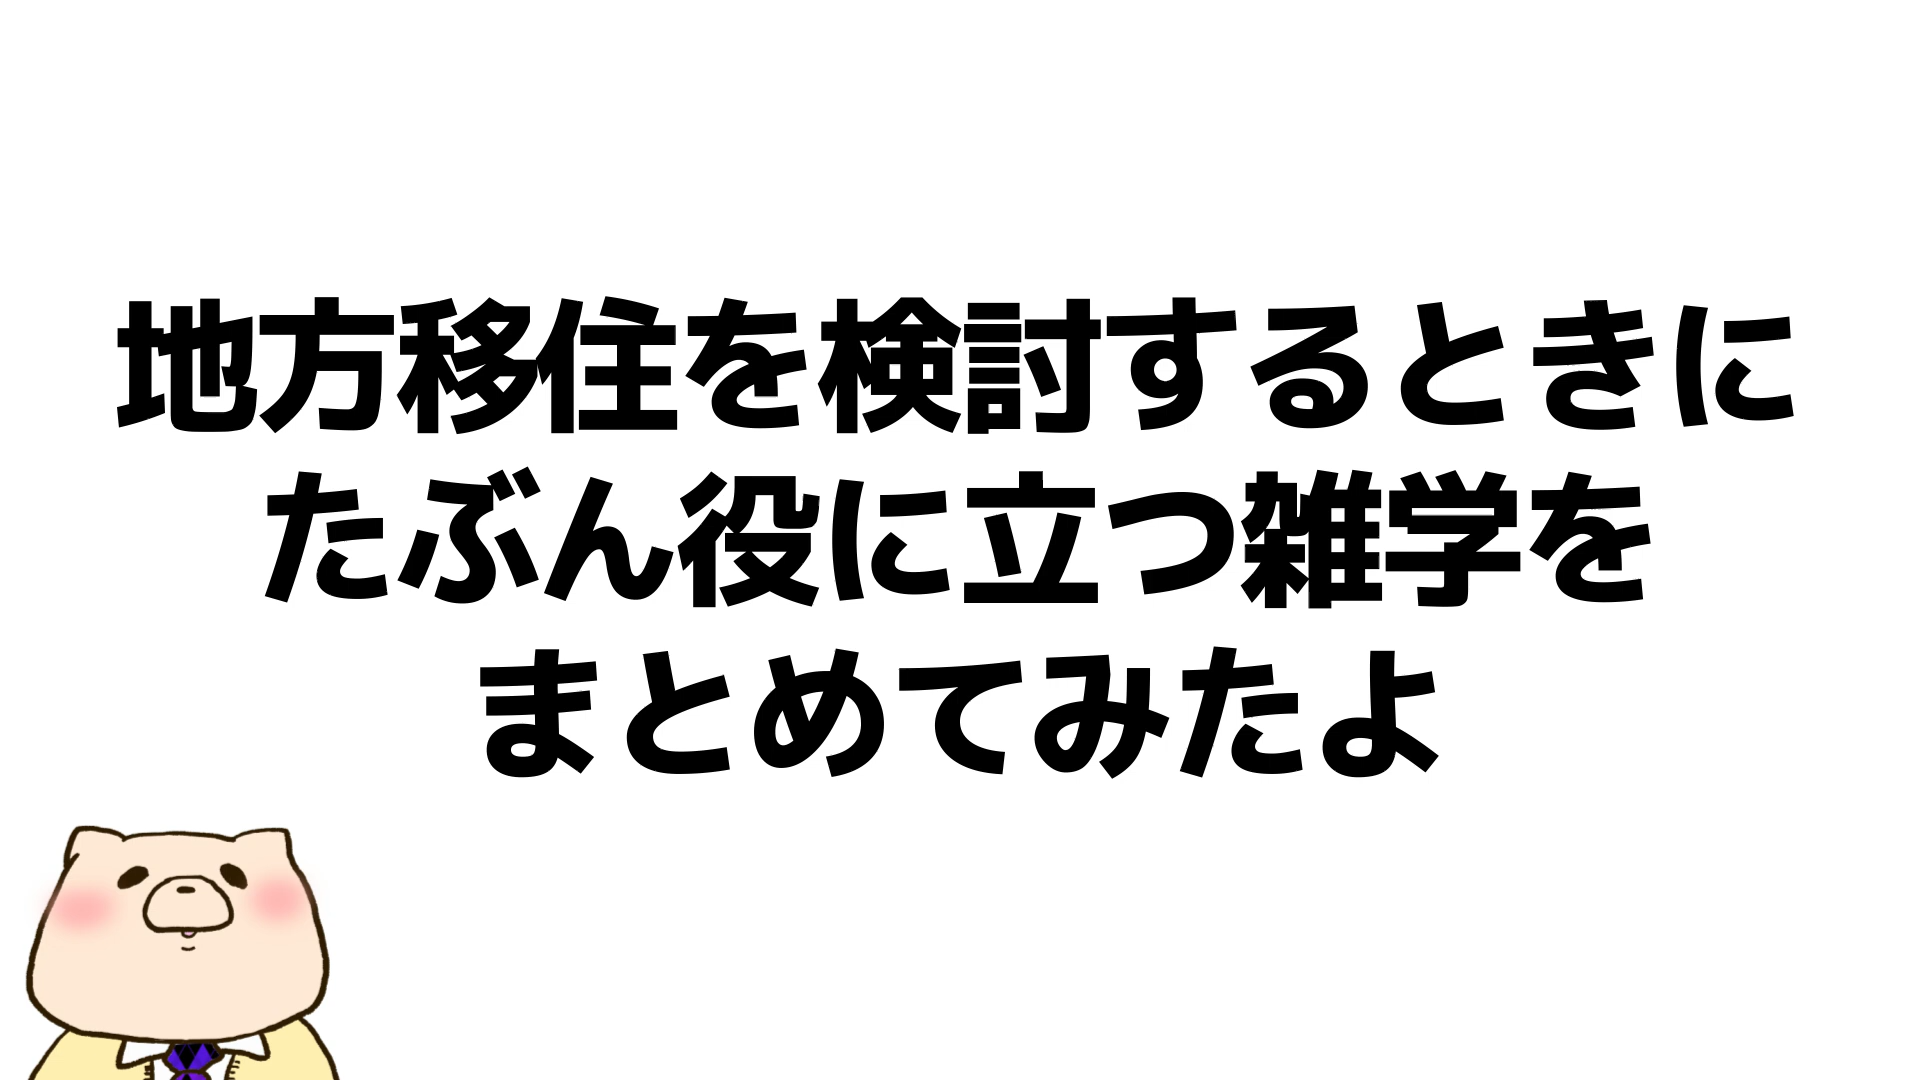 地方移住を検討するときに
たぶん役に立つ雑学を
まとめてみたよ